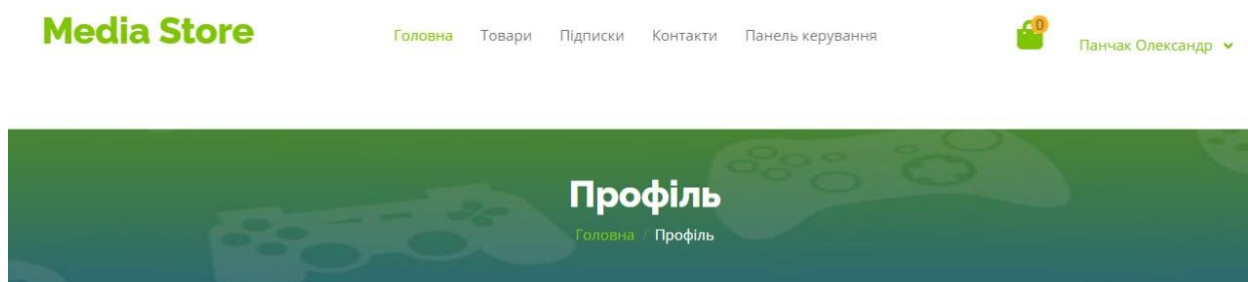 Media Store
Головна Товари Підписки Контакти Панель керування
0
Панчак Олександр
Профіль
Головна / Профіль